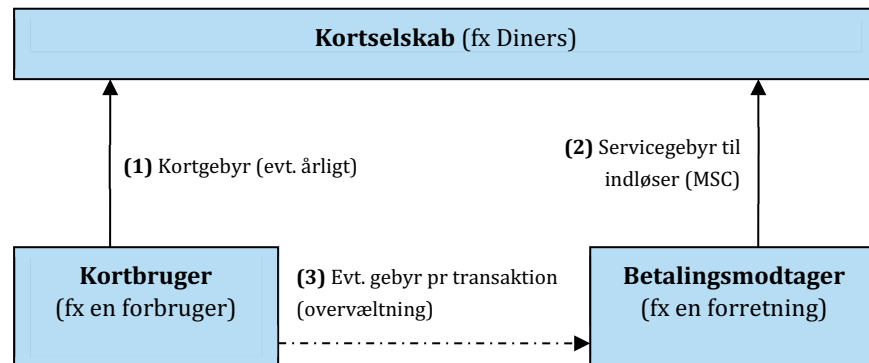 Kortselskab (fx Diners)
(1) Kortgebyr (evt. årligt)
(2) Servicegebyr til
indløser (MSC)
Kortbruger
(fx en forbruger)
(3) Evt. gebyr pr transaktion
(overvæltning)
Betalingsmodtager
(fx en forretning)